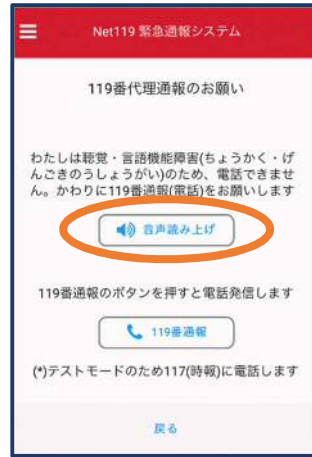 Net119 緊急通報システム
119番代理通報のお願い
わたしは聴覚・言語機能障害(ちょうかく・げ
んごきのうしょうがい)のため、電話できませ
ん。かわりに119番通報(電話)をお願いします
音声読み上げ
119番通報のボタンを押すと電話発信します
119番通報
(*)テストモードのため117(時報)に電話します
戻る